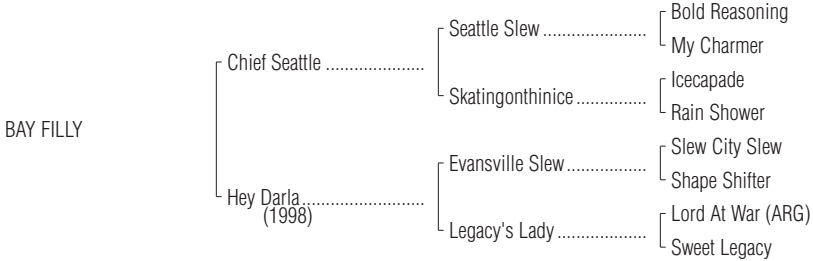 Bold Reasoning
Seattle Slew ......................
My Charmer
Chief Seattle .....................
Icecapade
Skatingonthinice ...............
Rain Shower
BAY FILLY
Slew City Slew
Evansville Slew .................
Shape Shifter
Hey Darla ..........................
(1998)
Lord At War (ARG)
Legacy's Lady ...................
Sweet Legacy